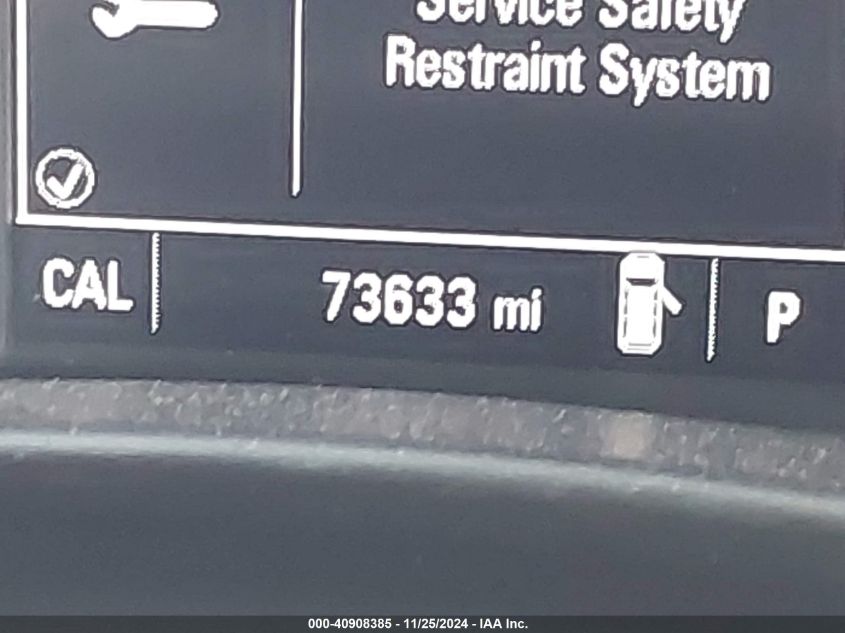 Service Safety
Restraint System
CAL
73633 mi
P
000-40908385 - 11/25/2024 - IAA Inc.